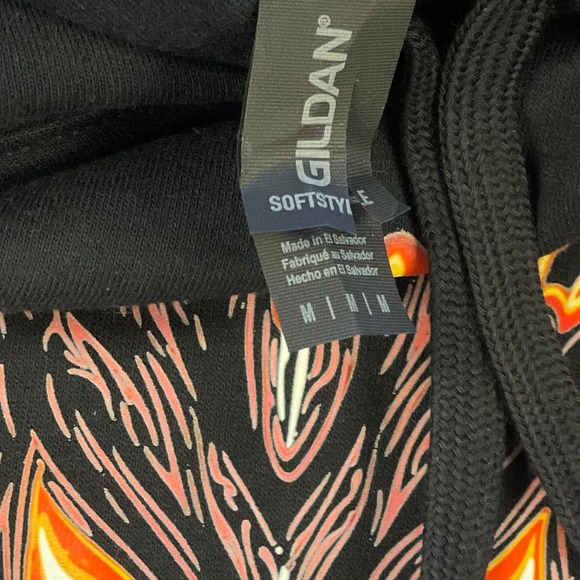 GILDAN®
SOFTSTYLE
Made in El Salvador
Fabriqué au Salvador
Hecho en El Salvador
M | M | M